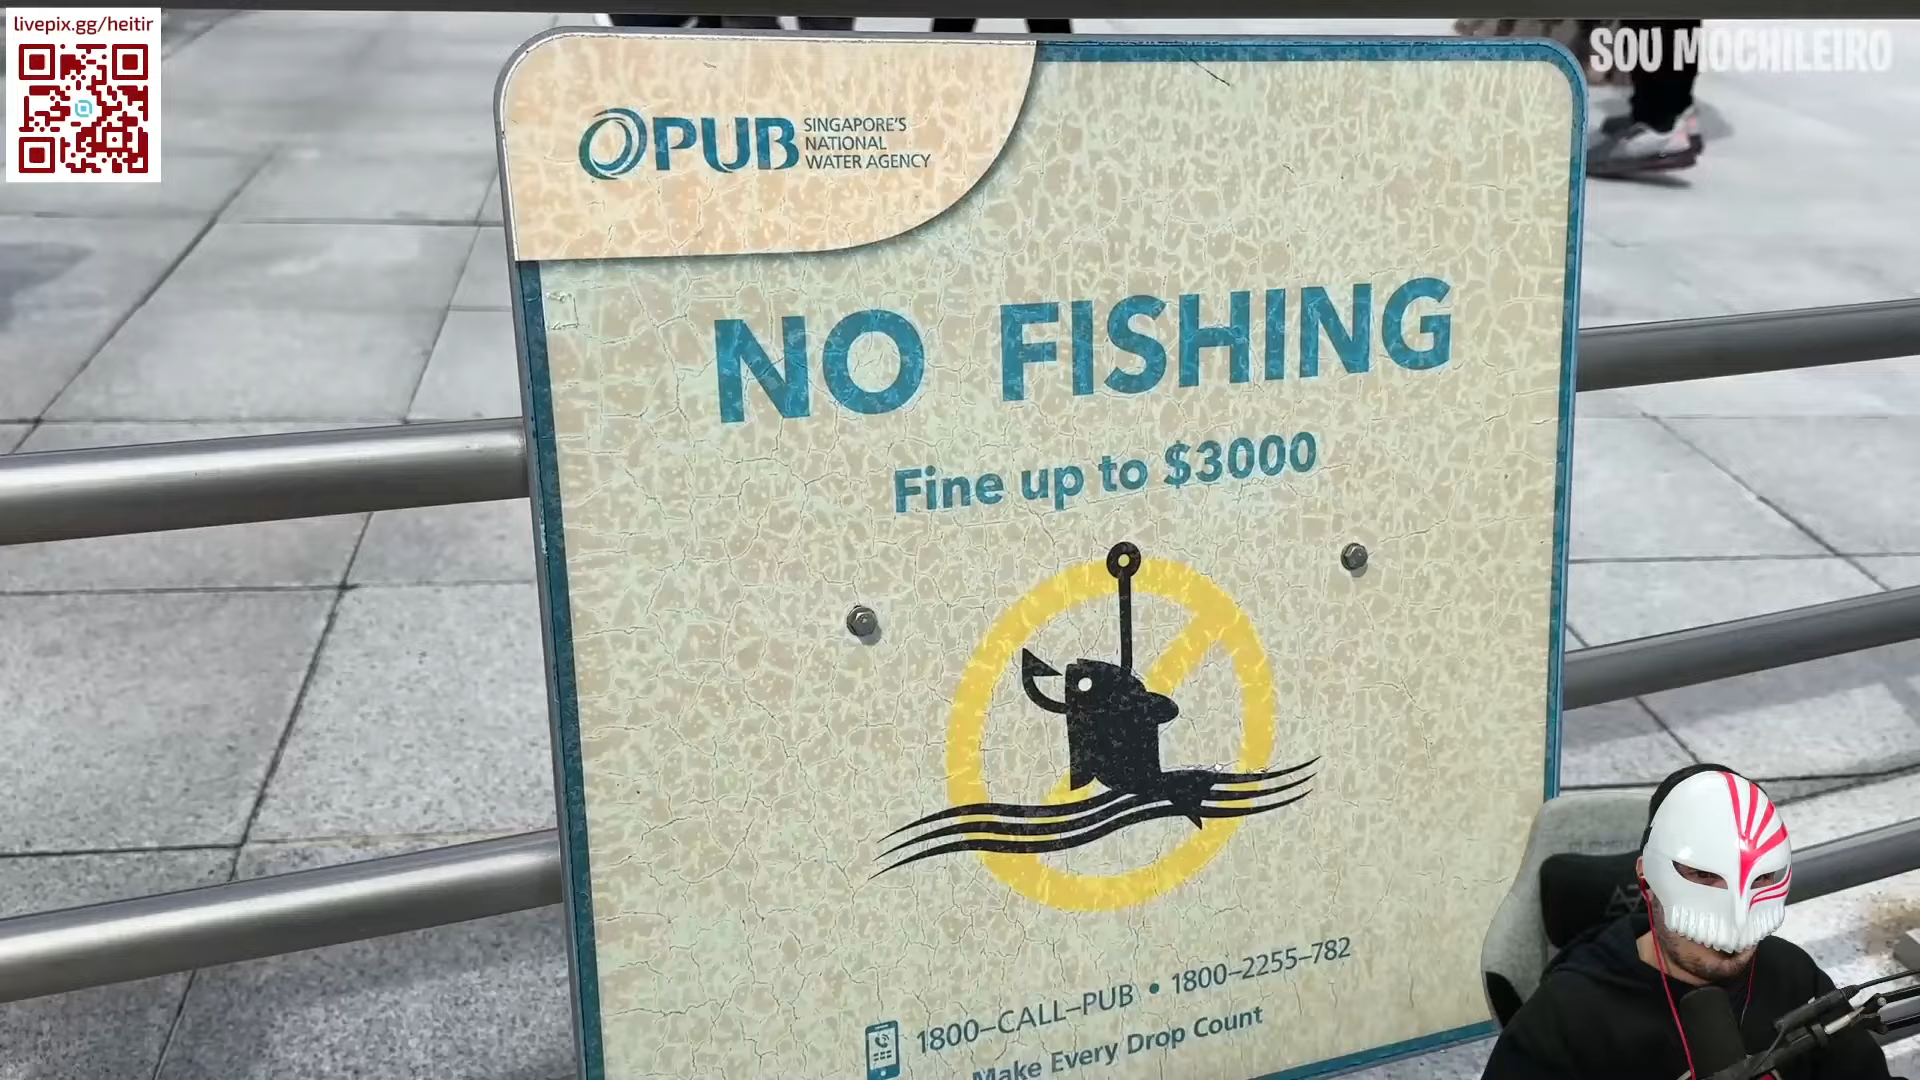 livepix.gg/heitir
SOU MOCHILEIRO
PUB SINGAPORE'S
NATIONAL
WATER AGENCY
NO FISHING
Fine up to $3000
1800–CALL–PUB • 1800–2255–782
Make Every Drop Count